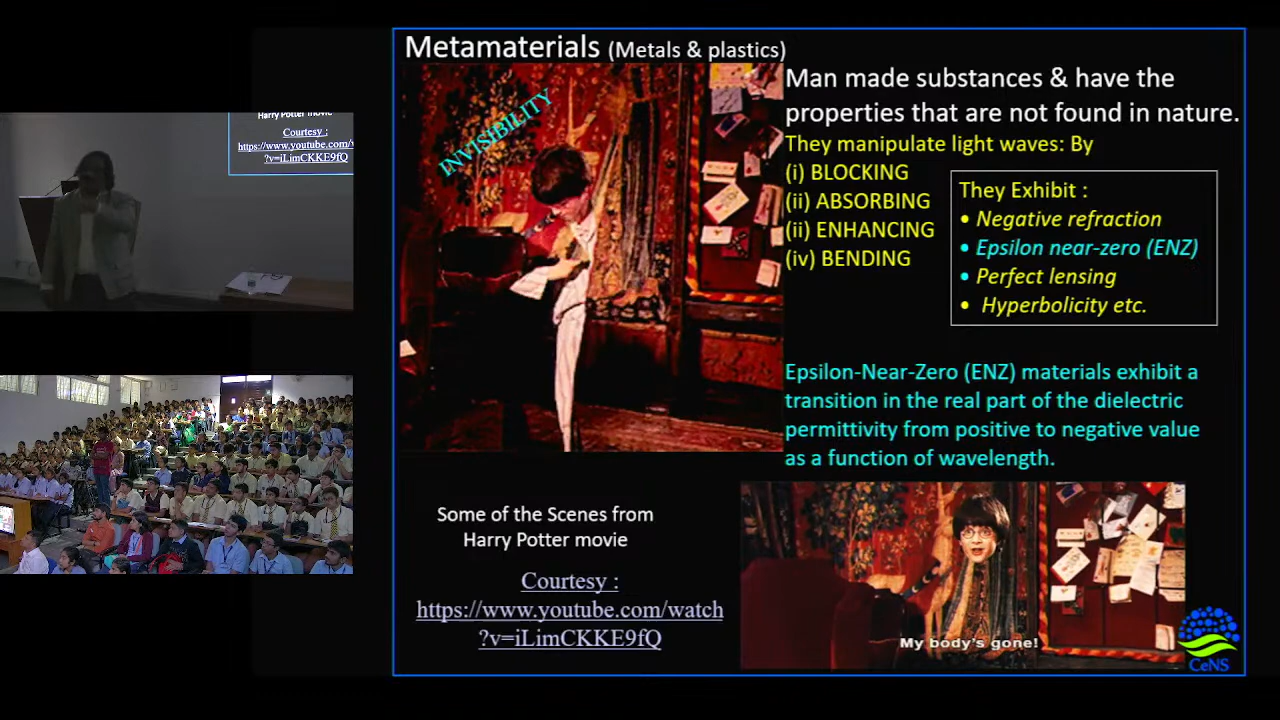 Metamaterials (Metals & plastics)
INVISIBILITY
Man made substances & have the
properties that are not found in nature.
They manipulate light waves: By
(i) BLOCKING
(ii) ABSORBING
(ii) ENHANCING
(iv) BENDING
They Exhibit :
• Negative refraction
• Epsilon near-zero (ENZ)
• Perfect lensing
• Hyperbolicity etc.
Epsilon-Near-Zero (ENZ) materials exhibit a
transition in the real part of the dielectric
permittivity from positive to negative value
as a function of wavelength.
Some of the Scenes from
Harry Potter movie
Courtesy :
https://www.youtube.com/watch
?v=iLimCKKE9fQ
My body's gone!
CeNS
Harry Potter movie
Courtesy :
https://www.youtube.com/w
?v=iLimCKKE9fQ